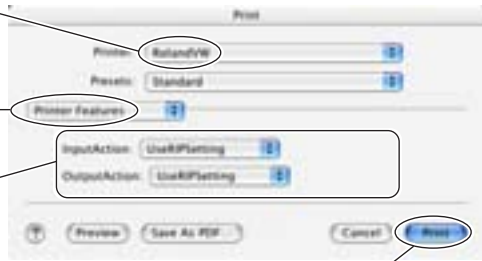 Print
Printer: RolandVW
Presets: Standard
Printer Features
InputAction: UseRIPSetting
OutputAction: UseRIPSetting
? Preview Save As PDF... Cancel Print